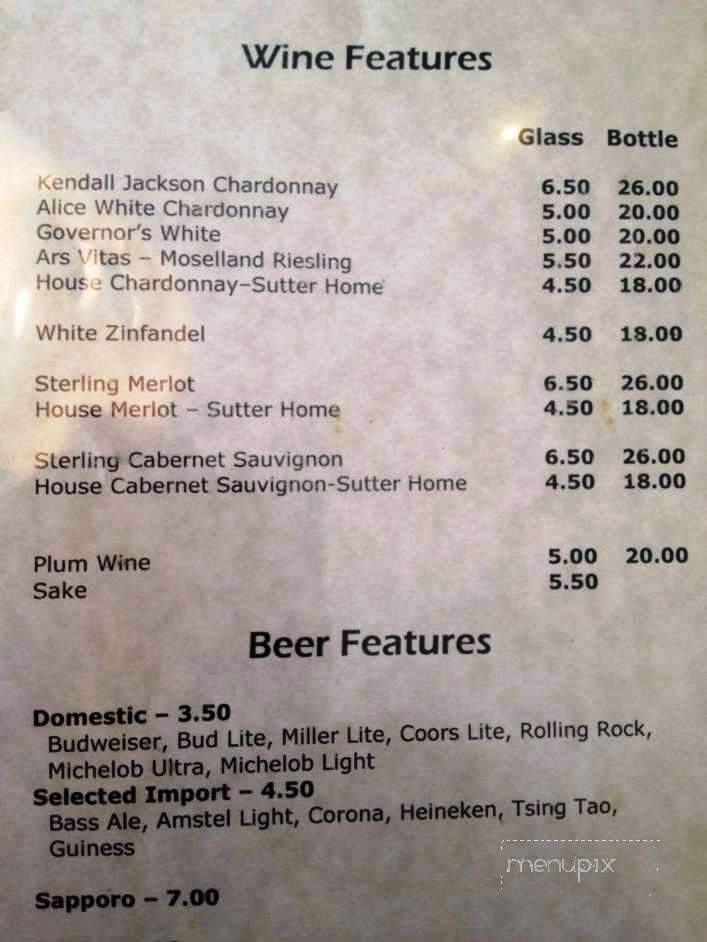 Wine Features
Glass Bottle
Kendall Jackson Chardonnay 6.50 26.00
Alice White Chardonnay 5.00 20.00
Governor's White 5.00 20.00
Ars Vitas – Moselland Riesling 5.50 22.00
House Chardonnay–Sutter Home 4.50 18.00
White Zinfandel 4.50 18.00
Sterling Merlot 6.50 26.00
House Merlot – Sutter Home 4.50 18.00
Sterling Cabernet Sauvignon 6.50 26.00
House Cabernet Sauvignon-Sutter Home 4.50 18.00
Plum Wine 5.00 20.00
Sake 5.50
Beer Features
Domestic – 3.50
Budweiser, Bud Lite, Miller Lite, Coors Lite, Rolling Rock,
Michelob Ultra, Michelob Light
Selected Import – 4.50
Bass Ale, Amstel Light, Corona, Heineken, Tsing Tao,
Guiness
menupix
Sapporo – 7.00